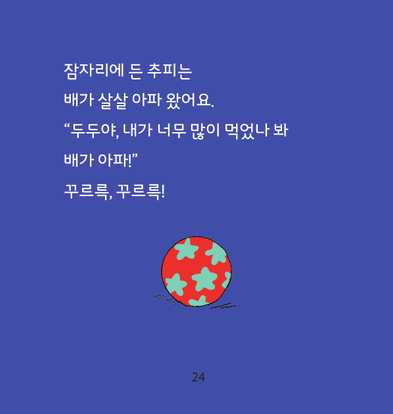 잠자리에 든 추피는
배가 살살 아파 왔어요.
“두두야, 내가 너무 많이 먹었나 봐
배가 아파!”
꾸르륵, 꾸르륵!
24